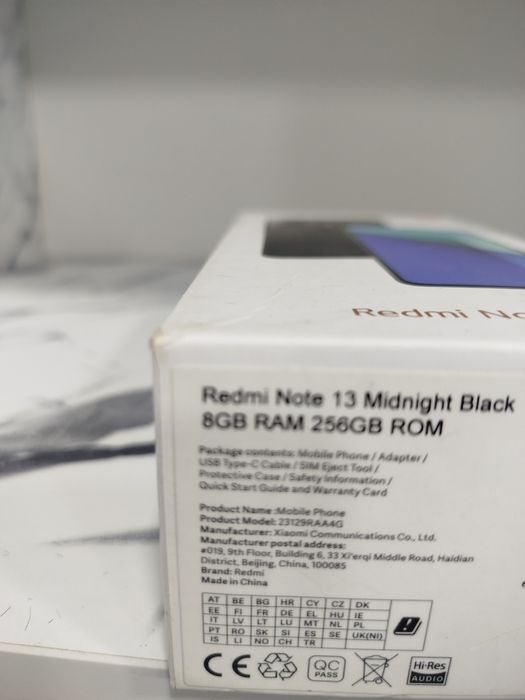 Redmi No
Redmi Note 13 Midnight Black
8GB RAM 256GB ROM
Package contents: Mobile Phone / Adapter /
USB Type-C Cable / SIM Eject Tool /
Protective Case / Safety Information /
Quick Start Guide and Warranty Card
Product Name:Mobile Phone
Product Model: 23129RAA4G
Manufacturer: Xiaomi Communications Co., Ltd.
Manufacturer postal address:
#019, 9th Floor, Building 6, 33 Xi'erqi Middle Road, Haidian
District, Beijing, China, 100085
Brand: Redmi
Made in China
AT BE BG HR CY CZ DK
EE FI FR DE EL HU IE
IT LV LT LU MT NL PL
PT RO SK SI ES SE UK(NI)
IS LI NO CH TR
CE QC PASS Hi-Res AUDIO